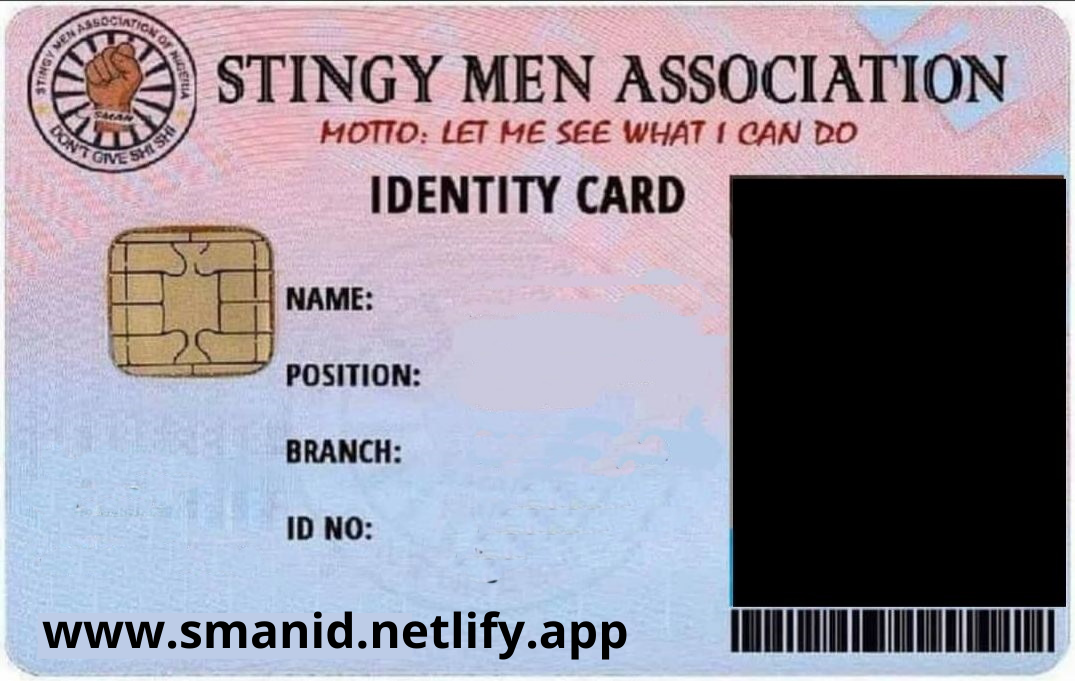 STINGY MEN ASSOCIATION OF NIGERIA
SMAN
DON'T GIVE SHI SHI
STINGY MEN ASSOCIATION
MOTTO: LET ME SEE WHAT I CAN DO
IDENTITY CARD
NAME:
POSITION:
BRANCH:
ID NO:
www.smanid.netlify.app